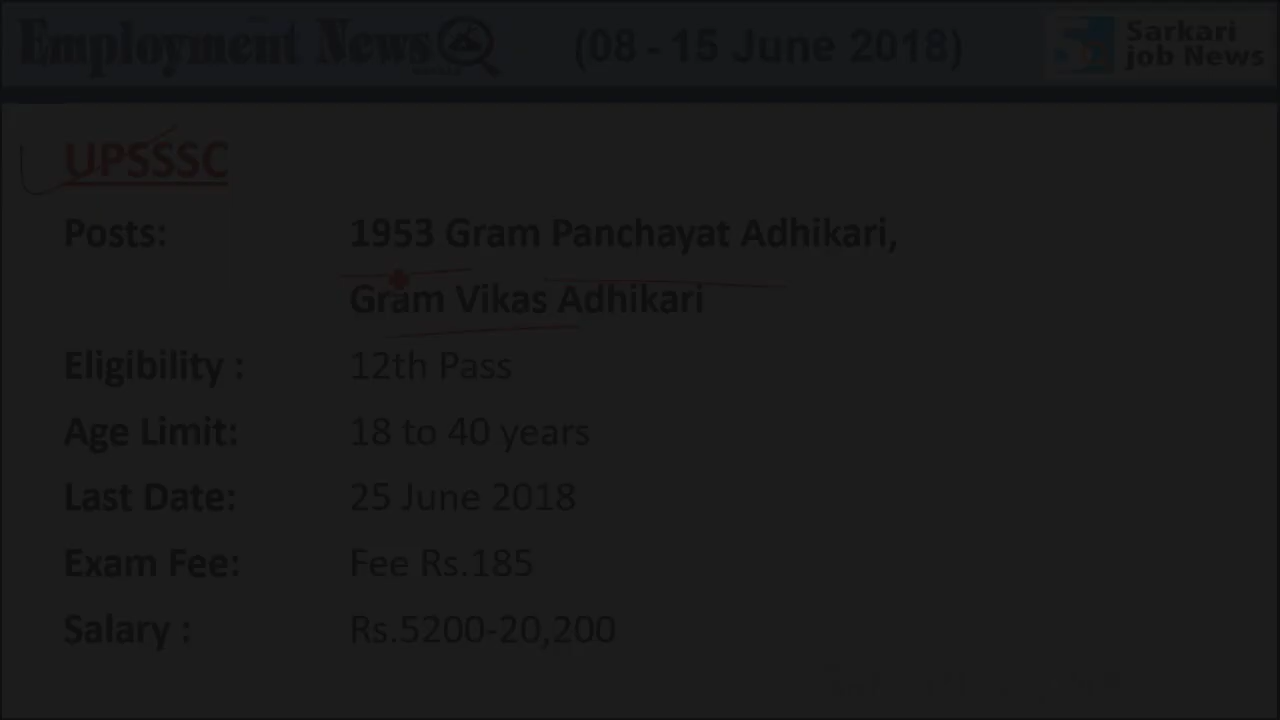 Employment News
(08 - 15 June 2018)
Sarkari
job News
UPSSSC
Posts: 1953 Gram Panchayat Adhikari,
Gram Vikas Adhikari
Eligibility : 12th Pass
Age Limit: 18 to 40 years
Last Date: 25 June 2018
Exam Fee: Fee Rs.185
Salary : Rs.5200-20,200